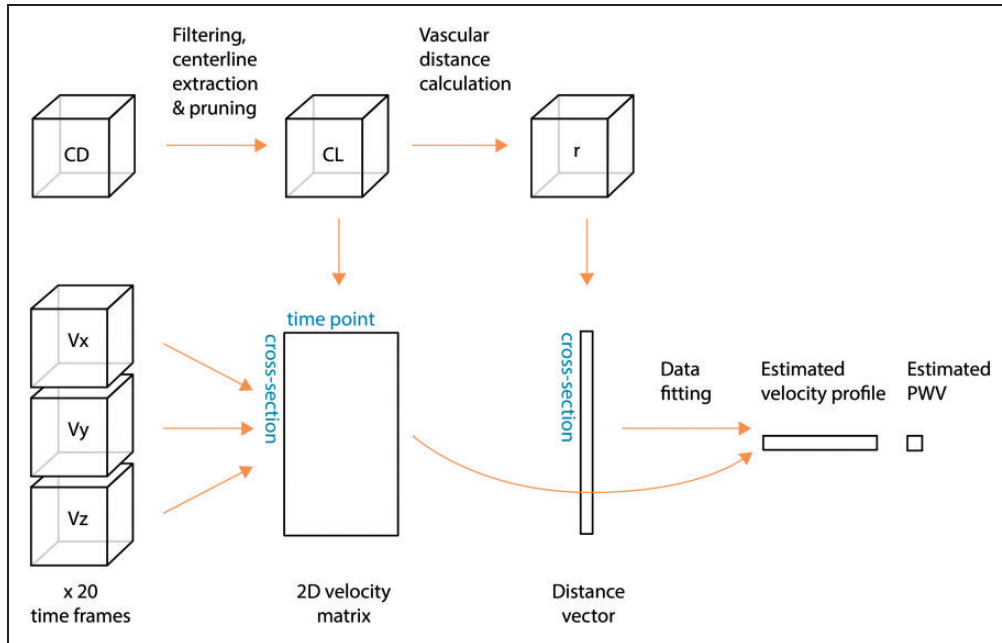 Filtering,
centerline
extraction
& pruning
Vascular
distance
calculation
CD
CL
r
Vx
Vy
Vz
x 20
time frames
time point
cross-section
2D velocity
matrix
cross-section
Distance
vector
Data
fitting
Estimated
velocity profile
Estimated
PWV